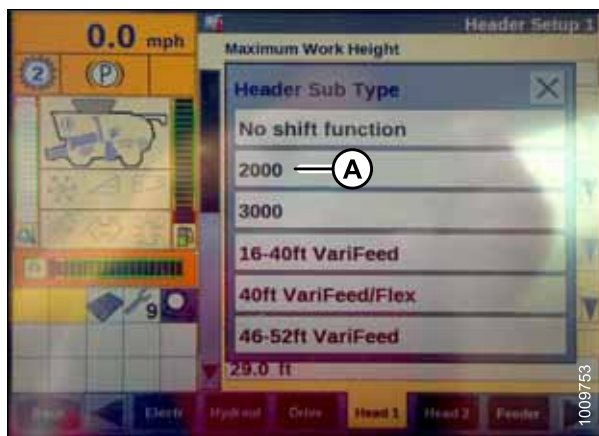 0.0 mph
Header Setup 1
2
(P)
Maximum Work Height
Header Sub Type
No shift function
2000
A
3000
16-40ft VariFeed
40ft VariFeed/Flex
9
46-52ft VariFeed
29.0 ft
Back
Electr
Hydraul
Drive
Head 1
Head 2
Feeder
1009753